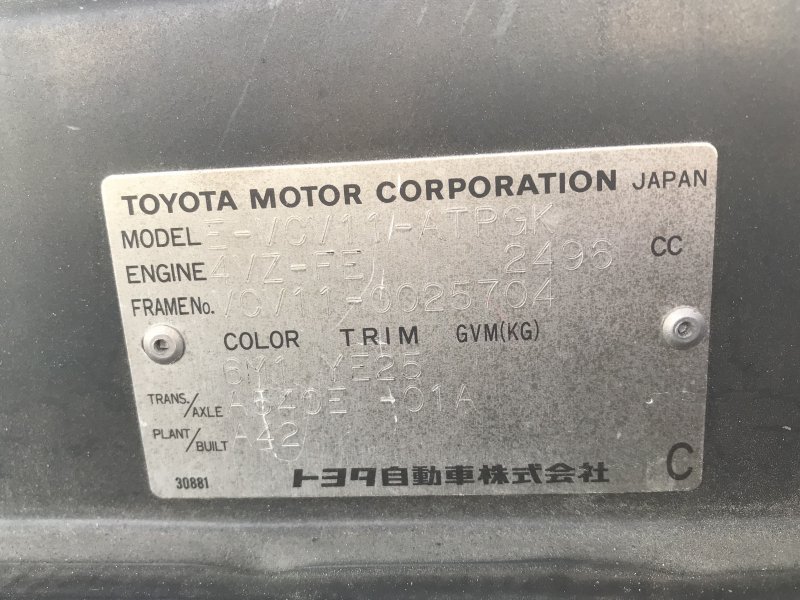 TOYOTA MOTOR CORPORATION JAPAN
MODEL E-VCV11V-ATPGK
ENGINE 4VZ-FE, 2496 CC
FRAME No. VCV11-0025704
COLOR TRIM GVM(KG)
6M1 YE25
TRANS./AXLE A540E A01A
PLANT/BUILT A42
30881 トヨタ自動車株式会社 C